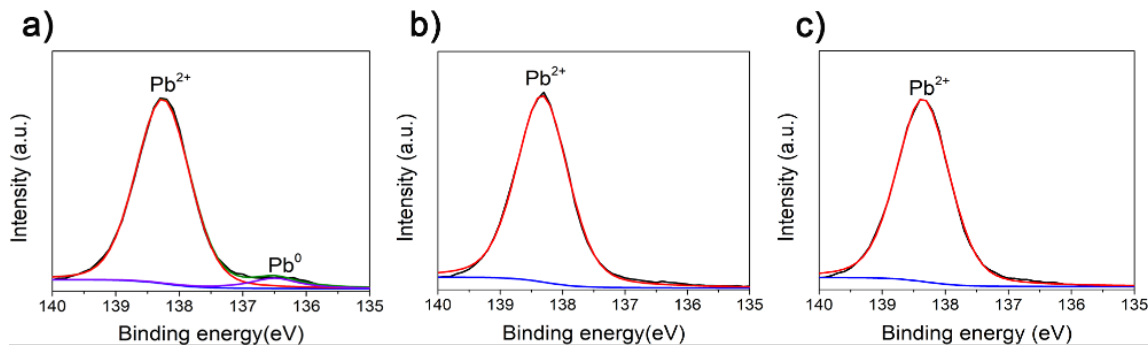 a)
Pb²⁺
Pb⁰
Intensity (a.u.)
140 139 138 137 136 135
Binding energy(eV)
b)
Pb²⁺
Intensity (a.u.)
140 139 138 137 136 135
Binding energy(eV)
c)
Pb²⁺
Intensity (a.u.)
140 139 138 137 136 135
Binding energy (eV)